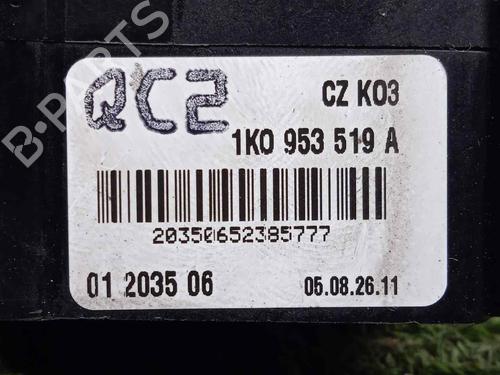 B-PARTS
QC2
CZ K03
1K0 953 519 A
20350652385777
01 2035 06
05.08.26.11